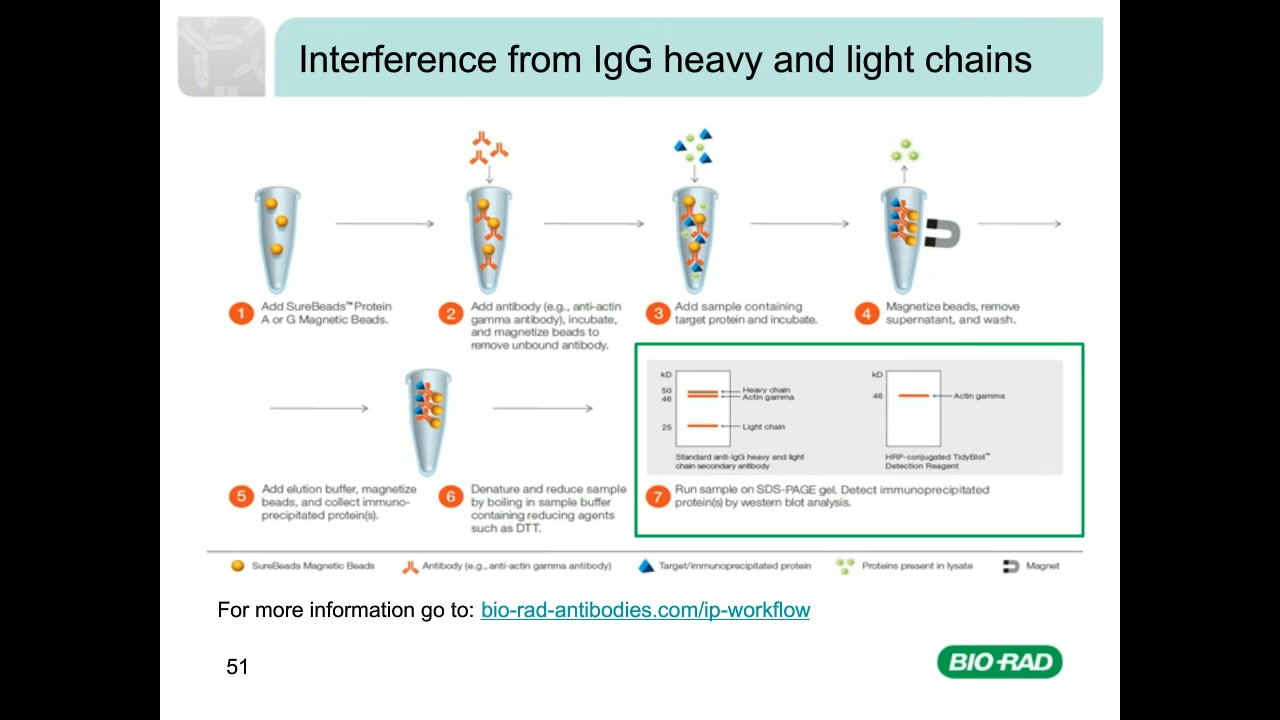 Interference from IgG heavy and light chains
1 Add SureBeads™ Protein
A or G Magnetic Beads.
2 Add antibody (e.g., anti-actin
gamma antibody), incubate,
and magnetize beads to
remove unbound antibody.
3 Add sample containing
target protein and incubate.
4 Magnetize beads, remove
supernatant, and wash.
5 Add elution buffer, magnetize
beads, and collect immuno-
precipitated protein(s).
6 Denature and reduce sample
by boiling in sample buffer
containing reducing agents
such as DTT.
kD
50 Heavy chain
46 Actin gamma
25 Light chain
Standard anti-IgG heavy and light
chain secondary antibody
kD
46 Actin gamma
HRP-conjugated TidyBlot™
Detection Reagent
7 Run sample on SDS-PAGE gel. Detect immunoprecipitated
protein(s) by western blot analysis.
SureBeads Magnetic Beads
Antibody (e.g., anti-actin gamma antibody)
Target/immunoprecipitated protein
Proteins present in lysate
Magnet
For more information go to: bio-rad-antibodies.com/ip-workflow
51
BIO-RAD